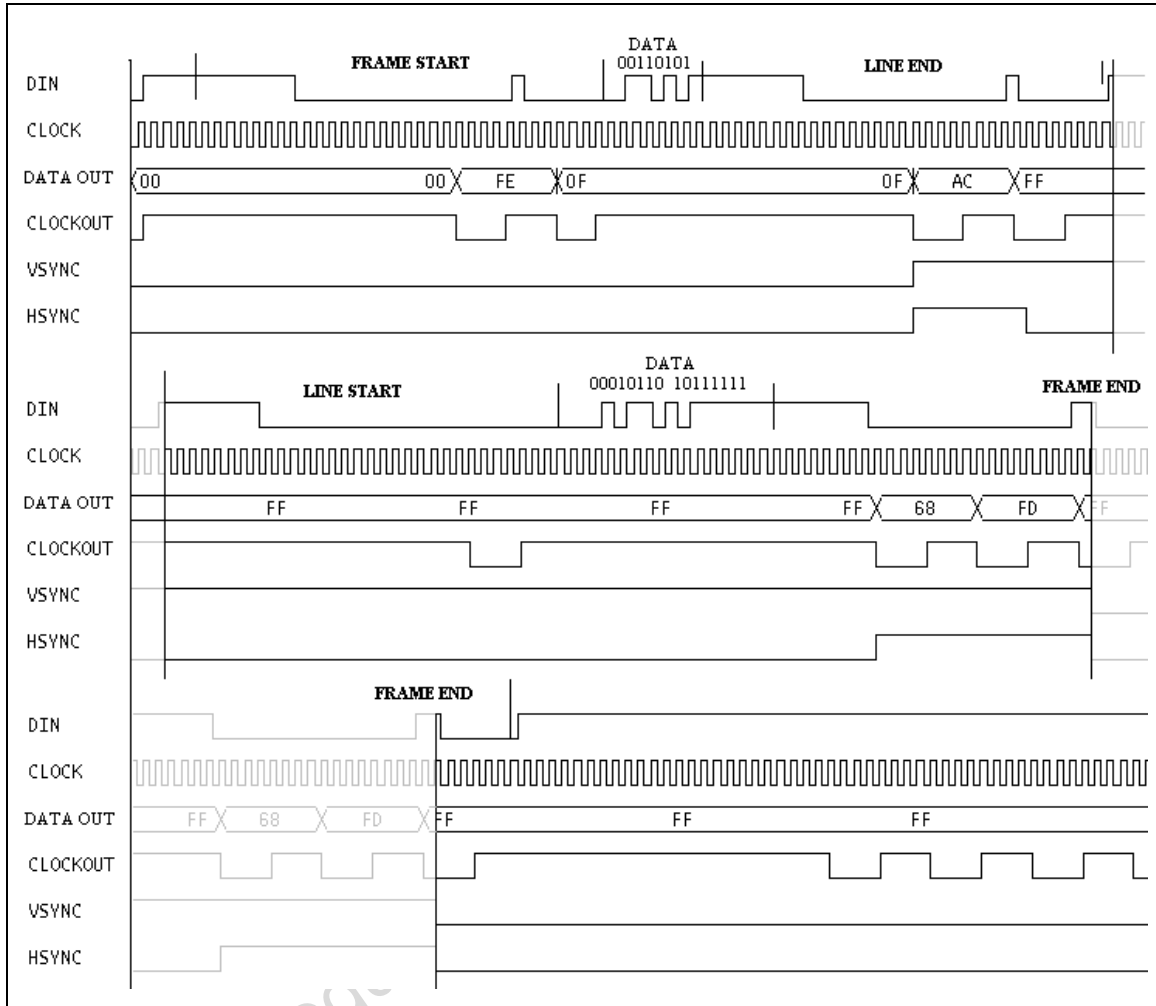 DATA
FRAME START 00110101 LINE END
DIN
CLOCK
DATA OUT 00 00 FE 0F 0F AC FF
CLOCKOUT
VSYNC
HSYNC
DATA
LINE START 00010110 10111111 FRAME END
DIN
CLOCK
DATA OUT FF FF FF FF 68 FD FF
CLOCKOUT
VSYNC
HSYNC
FRAME END
DIN
CLOCK
DATA OUT FF 68 FD FF FF FF
CLOCKOUT
VSYNC
HSYNC